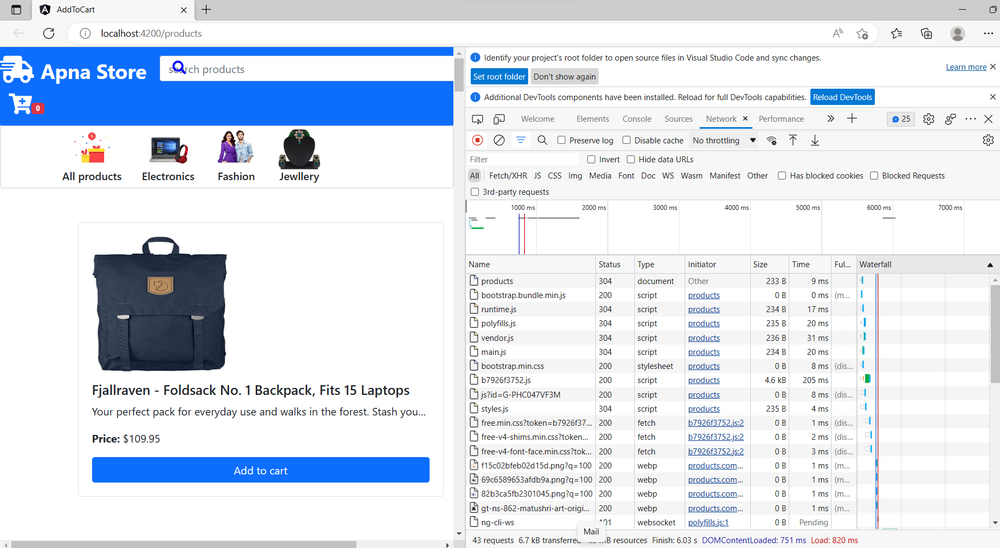 AddToCart
localhost:4200/products
Apna Store
search products
0
All products Electronics Fashion Jewllery
Fjallraven - Foldsack No. 1 Backpack, Fits 15 Laptops
Your perfect pack for everyday use and walks in the forest. Stash you...
Price: $109.95
Add to cart
Identify your project's root folder to open source files in Visual Studio Code and sync changes.
Set root folder Don't show again Learn more
Additional DevTools components have been installed. Reload for full DevTools capabilities. Reload DevTools
Welcome Elements Console Sources Network Performance 25
Preserve log Disable cache No throttling
Filter Invert Hide data URLs
All Fetch/XHR JS CSS Img Media Font Doc WS Wasm Manifest Other Has blocked cookies Blocked Requests
3rd-party requests
1000 ms 2000 ms 3000 ms 4000 ms 5000 ms 6000 ms 7000 ms
Name Status Type Initiator Size Time Ful... Waterfall
products 304 document Other 233 B 9 ms
bootstrap.bundle.min.js 200 script products 0 B 0 ms (m...
runtime.js 304 script products 234 B 17 ms
polyfills.js 304 script products 235 B 20 ms
vendor.js 304 script products 236 B 31 ms
main.js 304 script products 234 B 20 ms
bootstrap.min.css 200 stylesheet products 0 B 8 ms (dis...
b7926f3752.js 200 script products 4.6 kB 205 ms
js?id=G-PHC047VF3M 200 script products 0 B 8 ms (dis...
styles.js 304 script products 235 B 4 ms
free.min.css?token=b7926f37... 200 fetch b7926f3752.js:2 0 B 1 ms (dis...
free-v4-shims.min.css?token... 200 fetch b7926f3752.js:2 0 B 2 ms (dis...
free-v4-font-face.min.css?tok... 200 fetch b7926f3752.js:2 0 B 3 ms (dis...
f15c02bfeb02d15d.png?q=100 200 webp products.com... 0 B 1 ms (m...
69c6589653afdb9a.png?q=100 200 webp products.com... 0 B 1 ms (m...
82b3ca5fb2301045.png?q=100 200 webp products.com... 0 B 1 ms (m...
gt-ns-862-matushri-art-origi... 200 webp products.com... 0 B 1 ms (m...
ng-cli-ws 101 websocket polyfills.js:1 0 B Pending
Mail
43 requests 6.7 kB transferred MB resources Finish: 6.03 s DOMContentLoaded: 751 ms Load: 820 ms